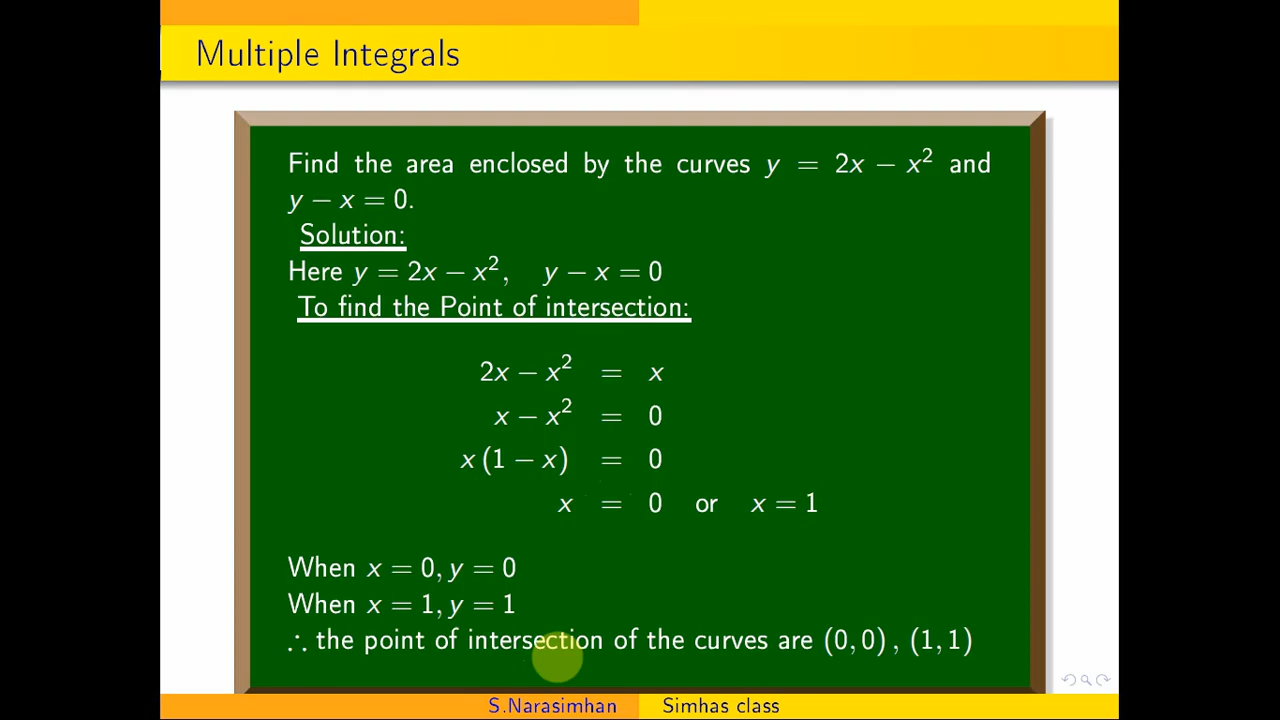 Multiple Integrals
Find the area enclosed by the curves y = 2x − x² and
y − x = 0.
Solution:
Here y = 2x − x², y − x = 0
To find the Point of intersection:
2x − x² = x
x − x² = 0
x (1 − x) = 0
x = 0 or x = 1
When x = 0, y = 0
When x = 1, y = 1
∴ the point of intersection of the curves are (0, 0) , (1, 1)
S.Narasimhan Simhas class